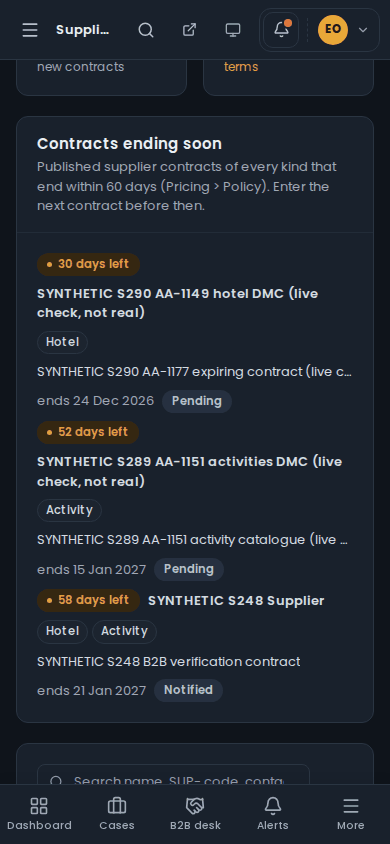 Suppli...
EO
new contracts
terms
Contracts ending soon
Published supplier contracts of every kind that
end within 60 days (Pricing > Policy). Enter the
next contract before then.
30 days left
SYNTHETIC S290 AA-1149 hotel DMC (live
check, not real)
Hotel
SYNTHETIC S290 AA-1177 expiring contract (live c...
ends 24 Dec 2026 Pending
52 days left
SYNTHETIC S289 AA-1151 activities DMC (live
check, not real)
Activity
SYNTHETIC S289 AA-1151 activity catalogue (live ...
ends 15 Jan 2027 Pending
58 days left SYNTHETIC S248 Supplier
Hotel Activity
SYNTHETIC S248 B2B verification contract
ends 21 Jan 2027 Notified
Search name, SUP- code, conta
Dashboard Cases B2B desk Alerts More